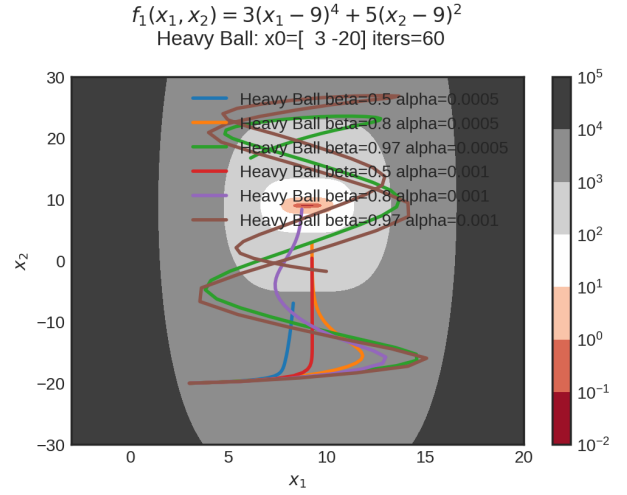 f₁(x₁, x₂) = 3(x₁ − 9)⁴ + 5(x₂ − 9)²
Heavy Ball: x0=[  3 -20] iters=60
30
20
10
0
−10
−20
−30
x₂
Heavy Ball beta=0.5 alpha=0.0005
Heavy Ball beta=0.8 alpha=0.0005
Heavy Ball beta=0.97 alpha=0.0005
Heavy Ball beta=0.5 alpha=0.001
Heavy Ball beta=0.8 alpha=0.001
Heavy Ball beta=0.97 alpha=0.001
0 5 10 15 20
x₁
10⁵
10⁴
10³
10²
10¹
10⁰
10⁻¹
10⁻²